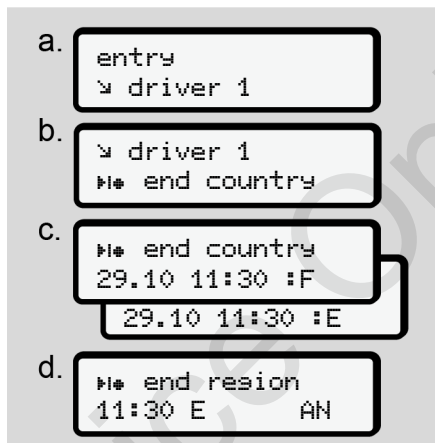 a.
entry
↘ driver 1
b.
↘ driver 1
end country
c.
end country
29.10 11:30 :F
29.10 11:30 :E
d.
end region
11:30 E AN